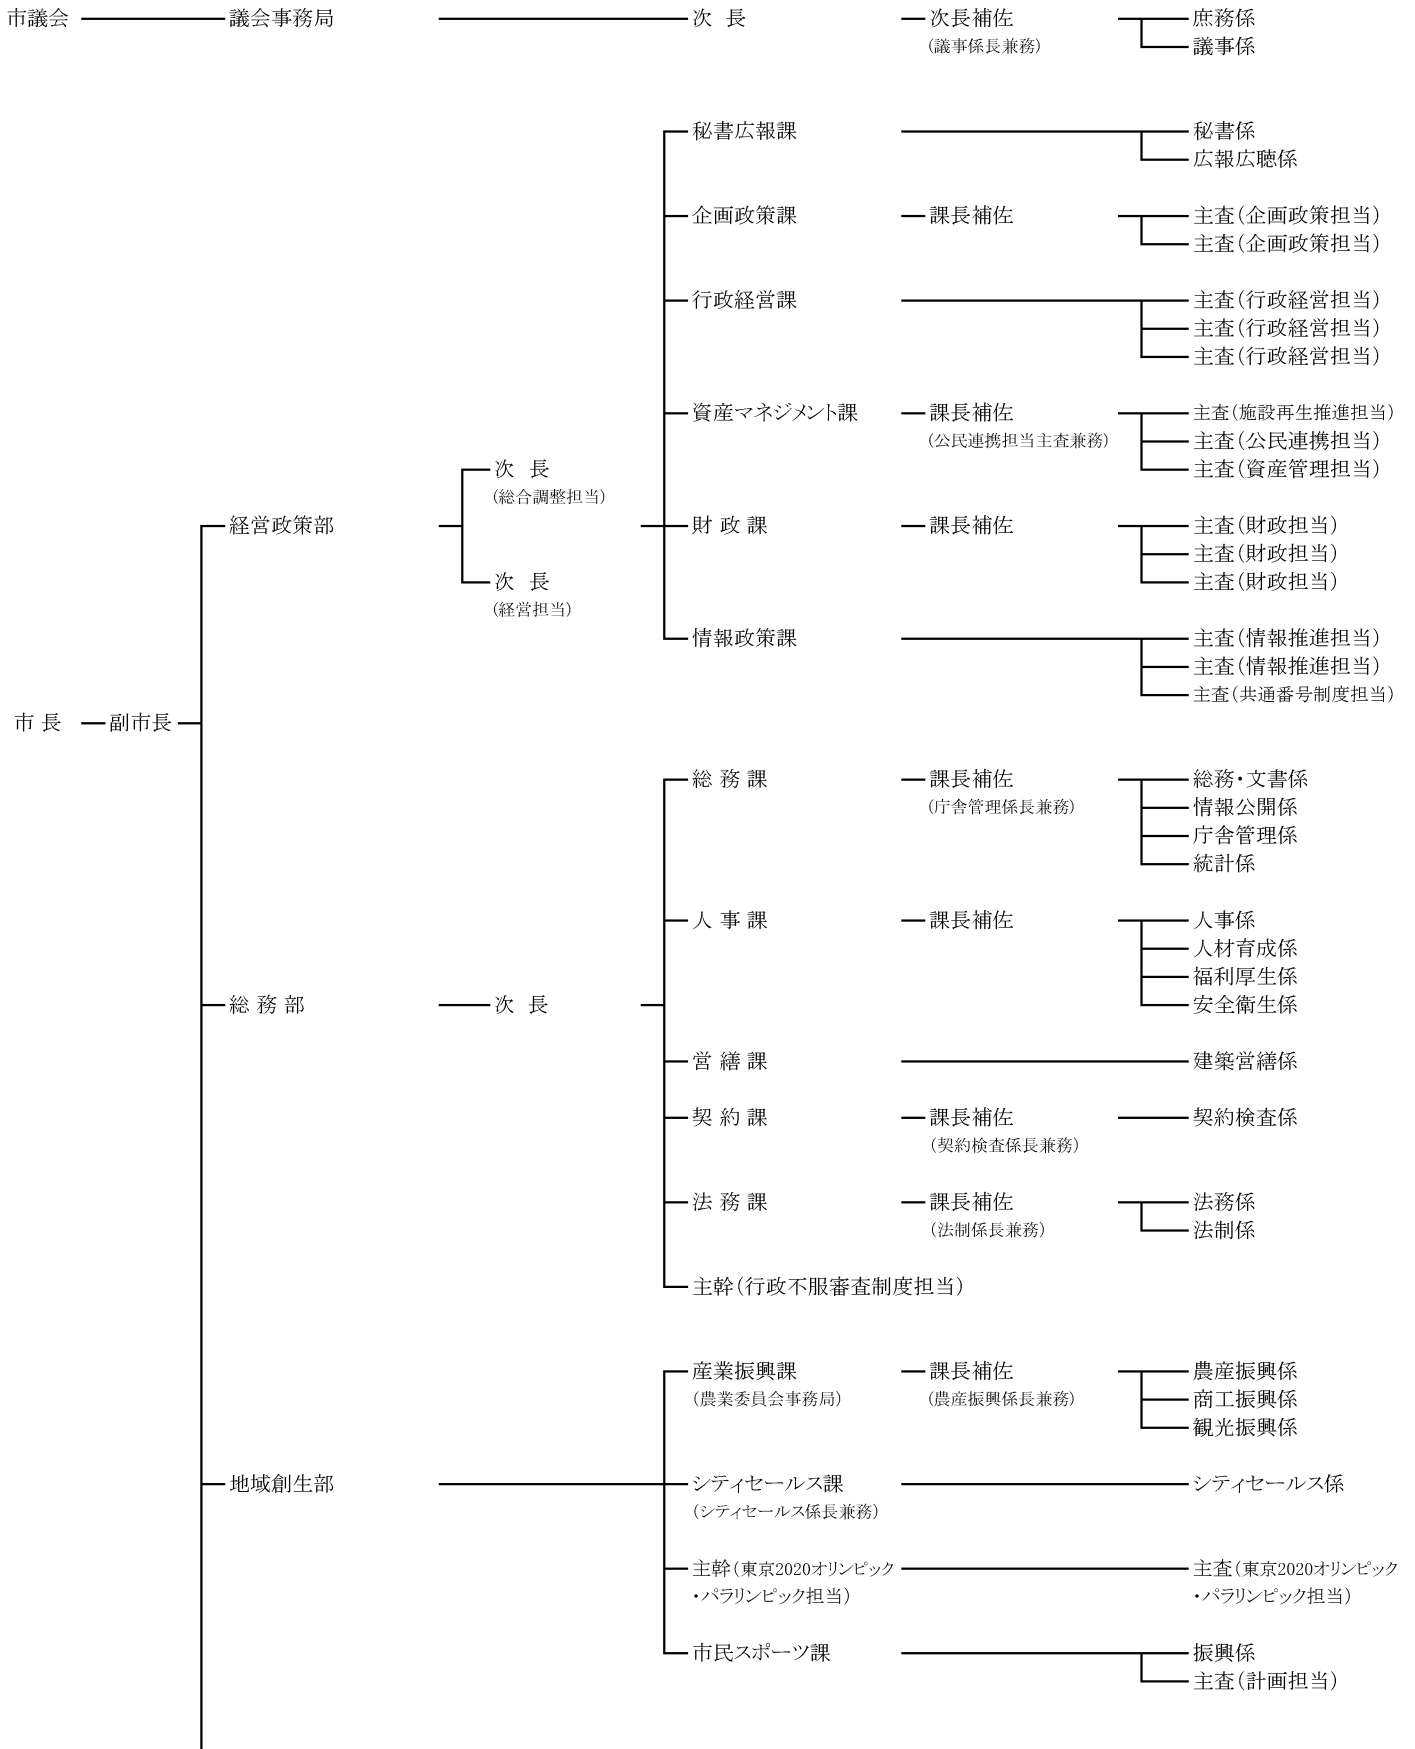 市議会 議会事務局 次 長 次長補佐 庶務係
(議事係長兼務) 議事係
秘書広報課 秘書係
広報広聴係
企画政策課 課長補佐 主査(企画政策担当)
主査(企画政策担当)
行政経営課 主査(行政経営担当)
主査(行政経営担当)
主査(行政経営担当)
資産マネジメント課 課長補佐 主査(施設再生推進担当)
(公民連携担当主査兼務) 主査(公民連携担当)
次 長 主査(資産管理担当)
(総合調整担当)
経営政策部 財 政 課 課長補佐 主査(財政担当)
主査(財政担当)
次 長 主査(財政担当)
(経営担当)
情報政策課 主査(情報推進担当)
主査(情報推進担当)
主査(共通番号制度担当)
市 長 副市長
総 務 課 課長補佐 総務・文書係
(庁舎管理係長兼務) 情報公開係
庁舎管理係
統計係
人 事 課 課長補佐 人事係
人材育成係
福利厚生係
総 務 部 次 長 安全衛生係
営 繕 課 建築営繕係
契 約 課 課長補佐 契約検査係
(契約検査係長兼務)
法 務 課 課長補佐 法務係
(法制係長兼務) 法制係
主幹(行政不服審査制度担当)
産業振興課 課長補佐 農産振興係
(農業委員会事務局) (農産振興係長兼務) 商工振興係
観光振興係
地域創生部 シティセールス課 シティセールス係
(シティセールス係長兼務)
主幹(東京2020オリンピック 主査(東京2020オリンピック
・パラリンピック担当) ・パラリンピック担当)
市民スポーツ課 振興係
主査(計画担当)